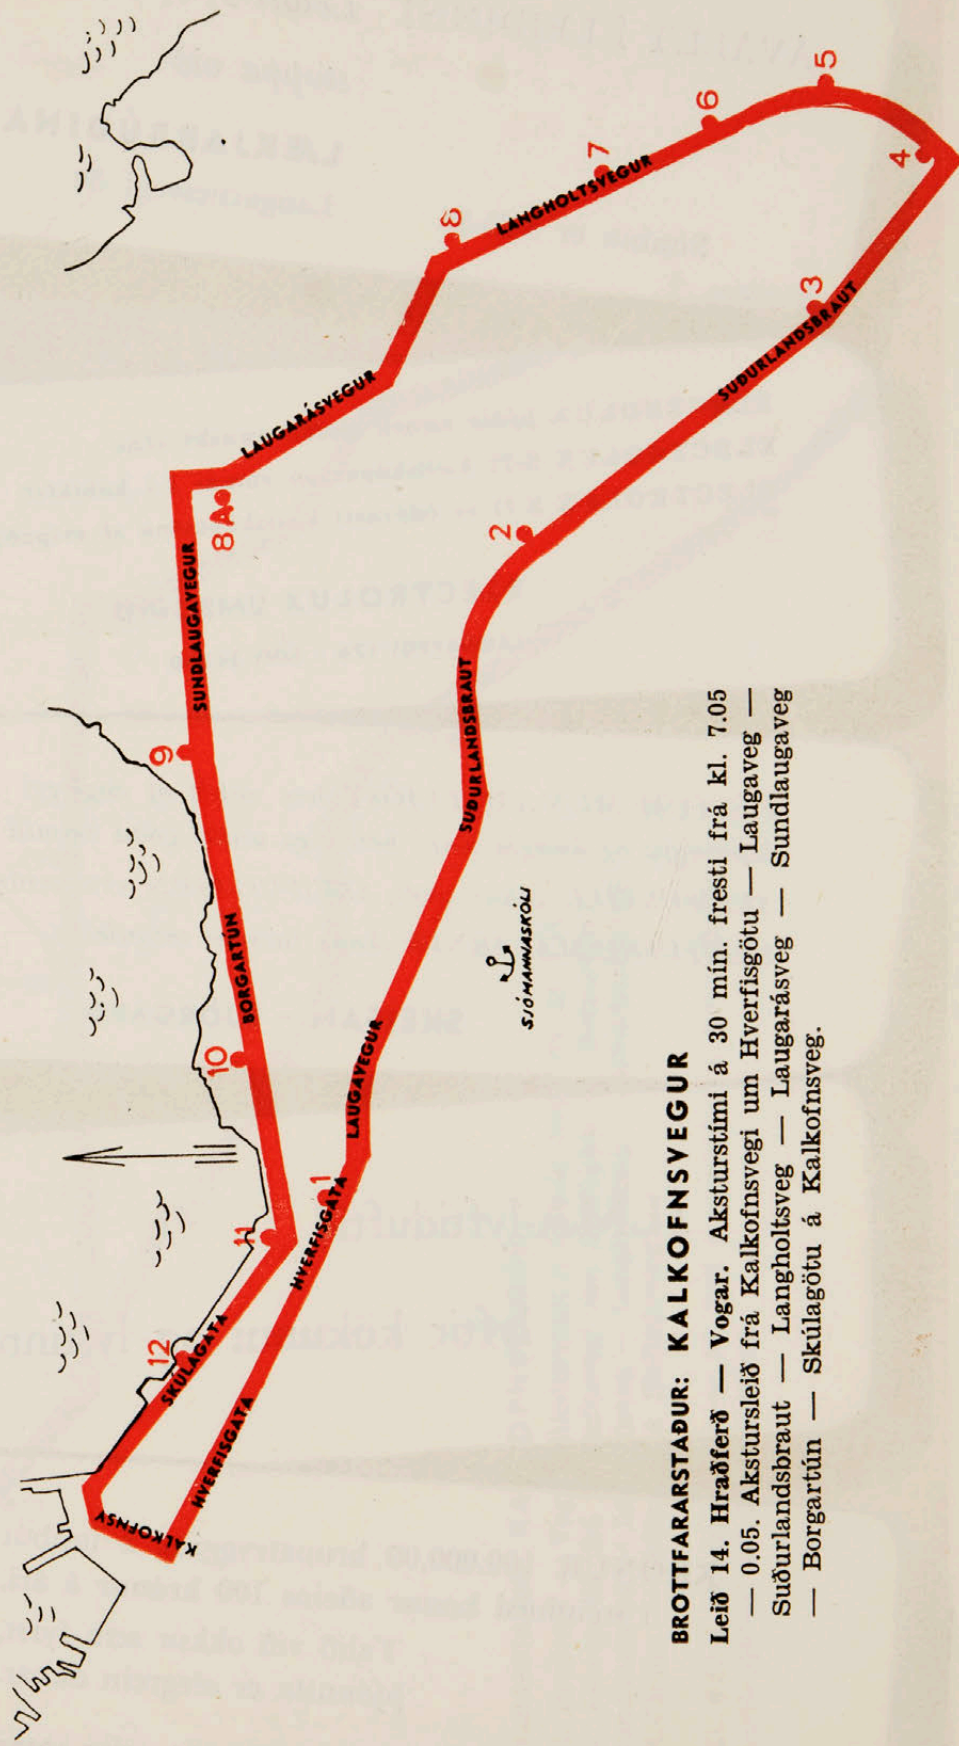 KALKOFNSV
HVERFISGATA
HVERFISGATA
1
LAUGAVEGUR
SUÐURLANDSBRAUT
2
SUÐURLANDSBRAUT
3
4
5
6
7
LANGHOLTSVEGUR
8
LAUGARÁSVEGUR
8A
SUNDLAUGAVEGUR
9
BORGARTÚN
10
11
SKÚLAGATA
12
SJÓMANNASKÓLI
BROTTFARARSTAÐUR: KALKOFNSVEGUR
Leið 14. Hraðferð — Vogar. Aksturstími á 30 mín. fresti frá kl. 7.05
— 0.05. Akstursleið frá Kalkofnsvegi um Hverfisgötu — Laugaveg —
Suðurlandsbraut — Langholtsveg — Laugarásveg — Sundlaugaveg
— Borgartún — Skúlagötu á Kalkofnsveg.